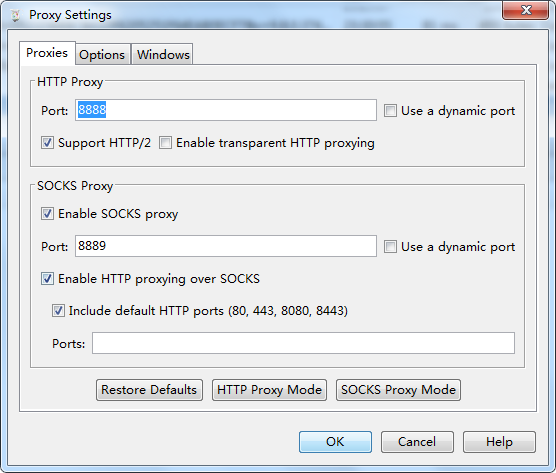 Proxy Settings
Proxies Options Windows
HTTP Proxy
Port: 8888 Use a dynamic port
Support HTTP/2 Enable transparent HTTP proxying
SOCKS Proxy
Enable SOCKS proxy
Port: 8889 Use a dynamic port
Enable HTTP proxying over SOCKS
Include default HTTP ports (80, 443, 8080, 8443)
Ports:
Restore Defaults HTTP Proxy Mode SOCKS Proxy Mode
OK Cancel Help